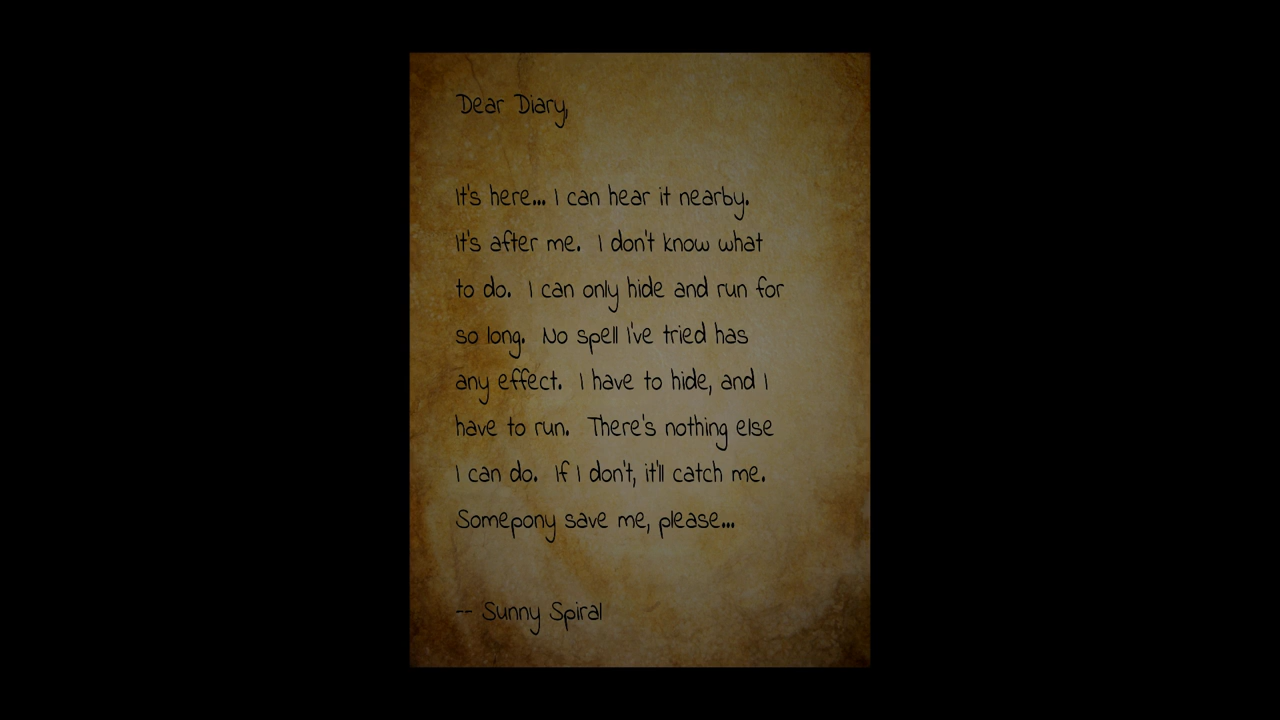 Dear Diary,
It's here... I can hear it nearby.
It's after me.  I don't know what
to do.  I can only hide and run for
so long.  No spell I've tried has
any effect.  I have to hide, and I
have to run.  There's nothing else
I can do.  If I don't, it'll catch me.
Somepony save me, please...
-- Sunny Spiral